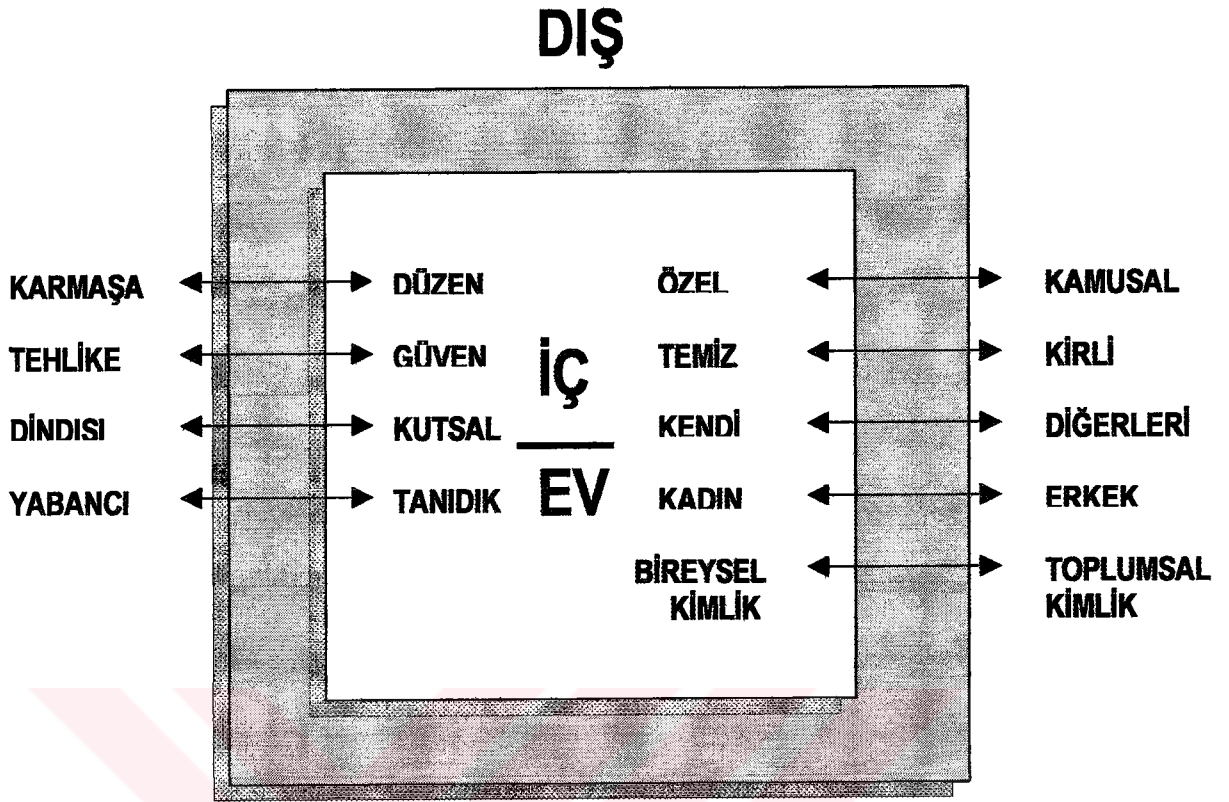 DIŞ
KARMAŞA DÜZEN ÖZEL KAMUSAL
TEHLİKE GÜVEN İÇ TEMİZ KİRLİ
DİNDISI KUTSAL KENDİ DİĞERLERİ
YABANCI TANIDIK EV KADIN ERKEK
BİREYSEL TOPLUMSAL
KİMLİK KİMLİK